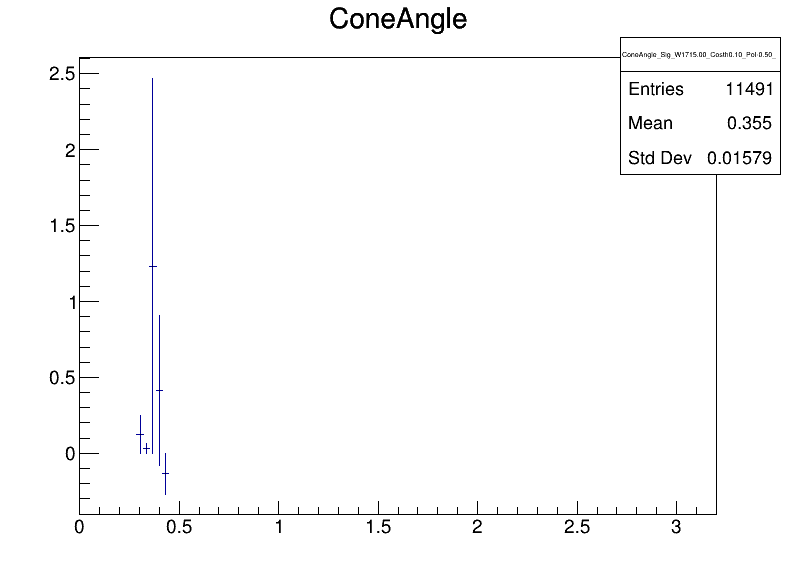 ConeAngle
ConeAngle_Sig_W1715.00_Costh0.10_Pol-0.50_
Entries 11491
Mean 0.355
Std Dev 0.01579
2.5
2
1.5
1
0.5
0
0 0.5 1 1.5 2 2.5 3